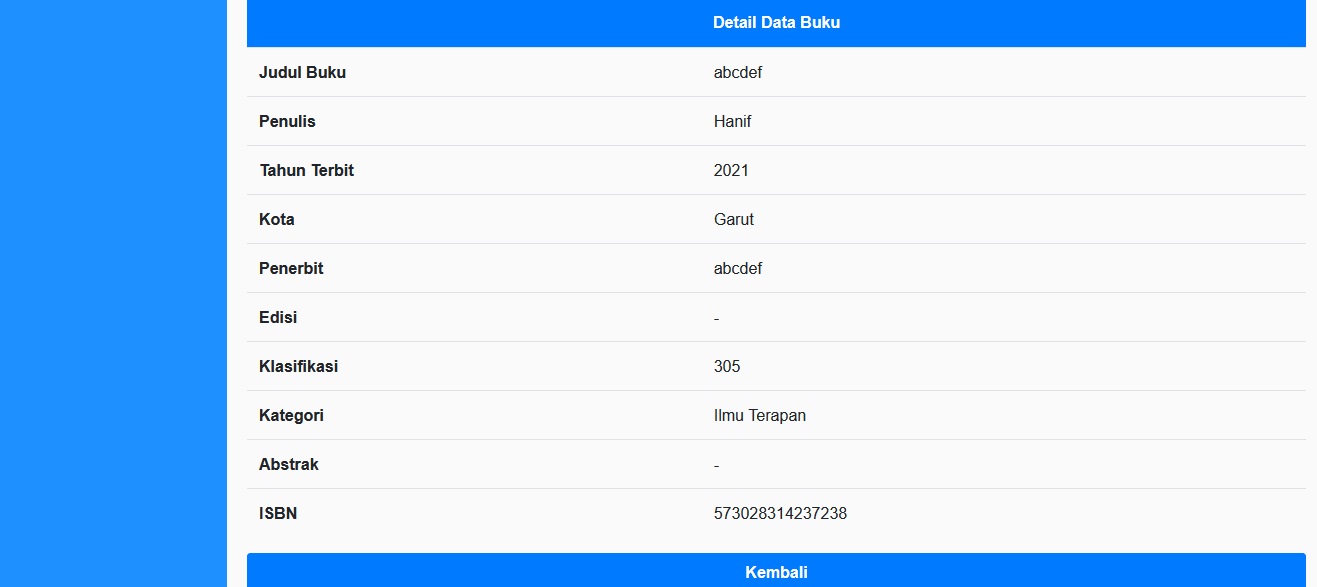 Detail Data Buku
Judul Buku abcdef
Penulis Hanif
Tahun Terbit 2021
Kota Garut
Penerbit abcdef
Edisi -
Klasifikasi 305
Kategori Ilmu Terapan
Abstrak -
ISBN 573028314237238
Kembali